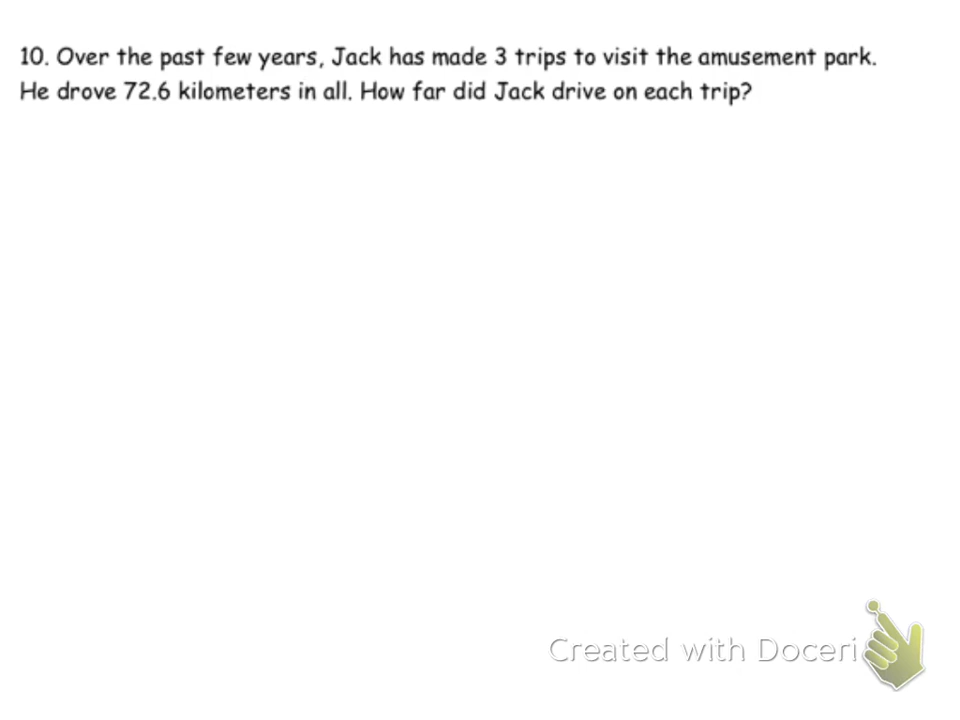 10. Over the past few years, Jack has made 3 trips to visit the amusement park.
He drove 72.6 kilometers in all. How far did Jack drive on each trip?
Created with Doceri